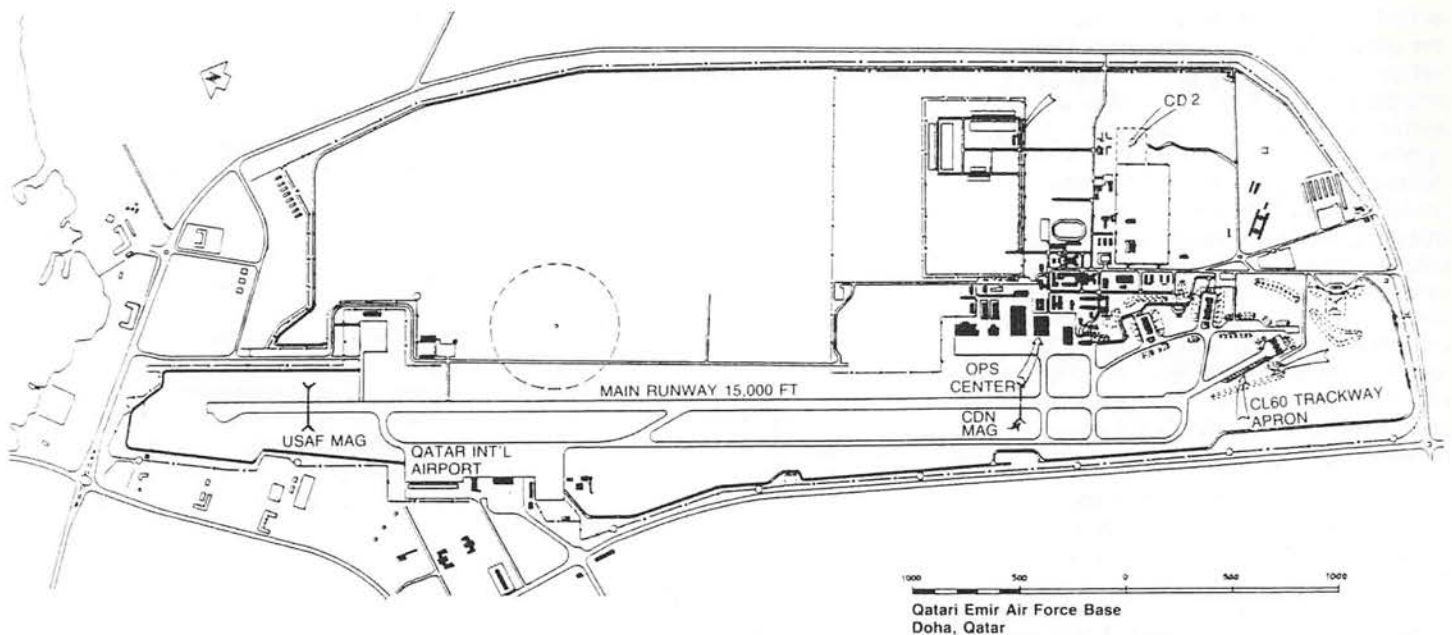 CD 2
OPS
CENTER
MAIN RUNWAY 15,000 FT
CL60 TRACKWAY
APRON
CDN
MAG
USAF MAG
QATAR INT'L
AIRPORT
1000 500 0 500 1000
Qatari Emir Air Force Base
Doha, Qatar